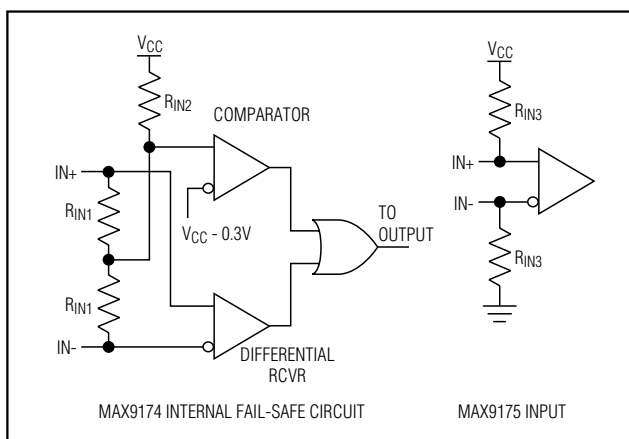 VCC
RIN2
COMPARATOR
IN+
RIN1
VCC - 0.3V
TO
OUTPUT
RIN1
IN-
DIFFERENTIAL
RCVR
MAX9174 INTERNAL FAIL-SAFE CIRCUIT
VCC
RIN3
IN+
IN-
RIN3
MAX9175 INPUT